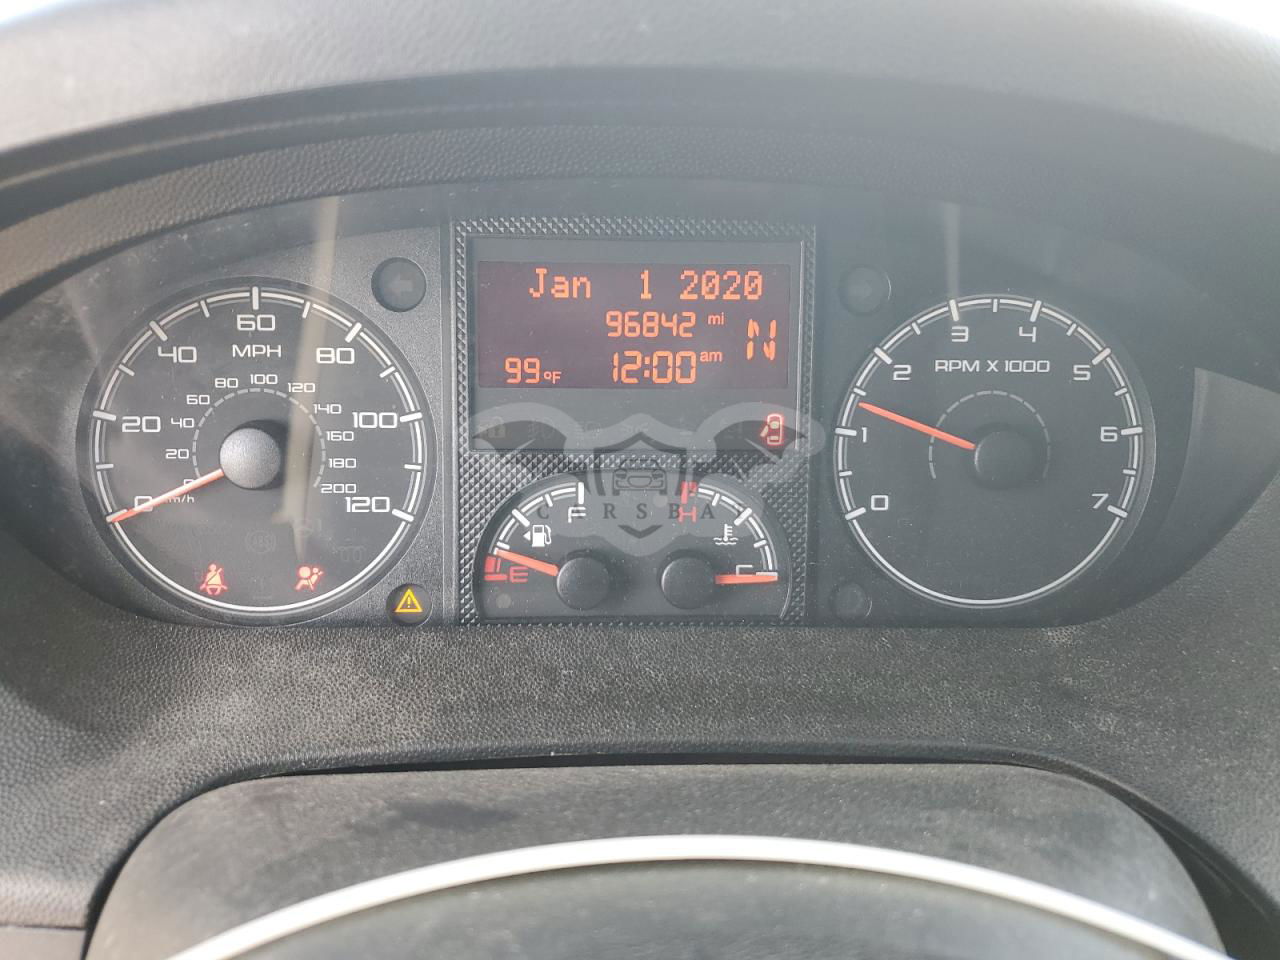 Jan 1 2020
96842 mi
N
99°F 12:00 am
0 20 40 60 80 100 120
MPH
0 20 40 60 80 100 120 140 160 180 200
m/h
0 1 2 3 4 5 6 7
RPM X 1000
F
E
H
C
CARSBA